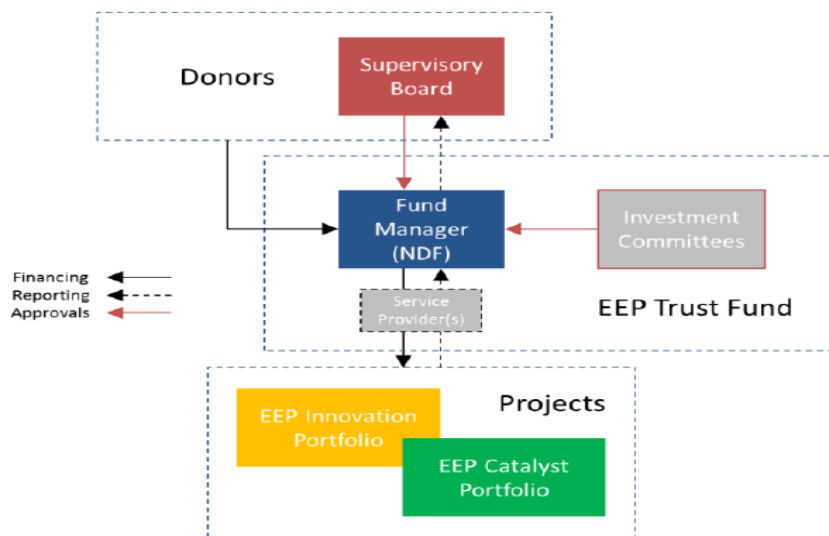 Donors
Supervisory
Board
Fund
Manager
(NDF)
Investment
Committees
Financing
Reporting
Approvals
Service
Provider(s)
EEP Trust Fund
EEP Innovation
Portfolio
Projects
EEP Catalyst
Portfolio